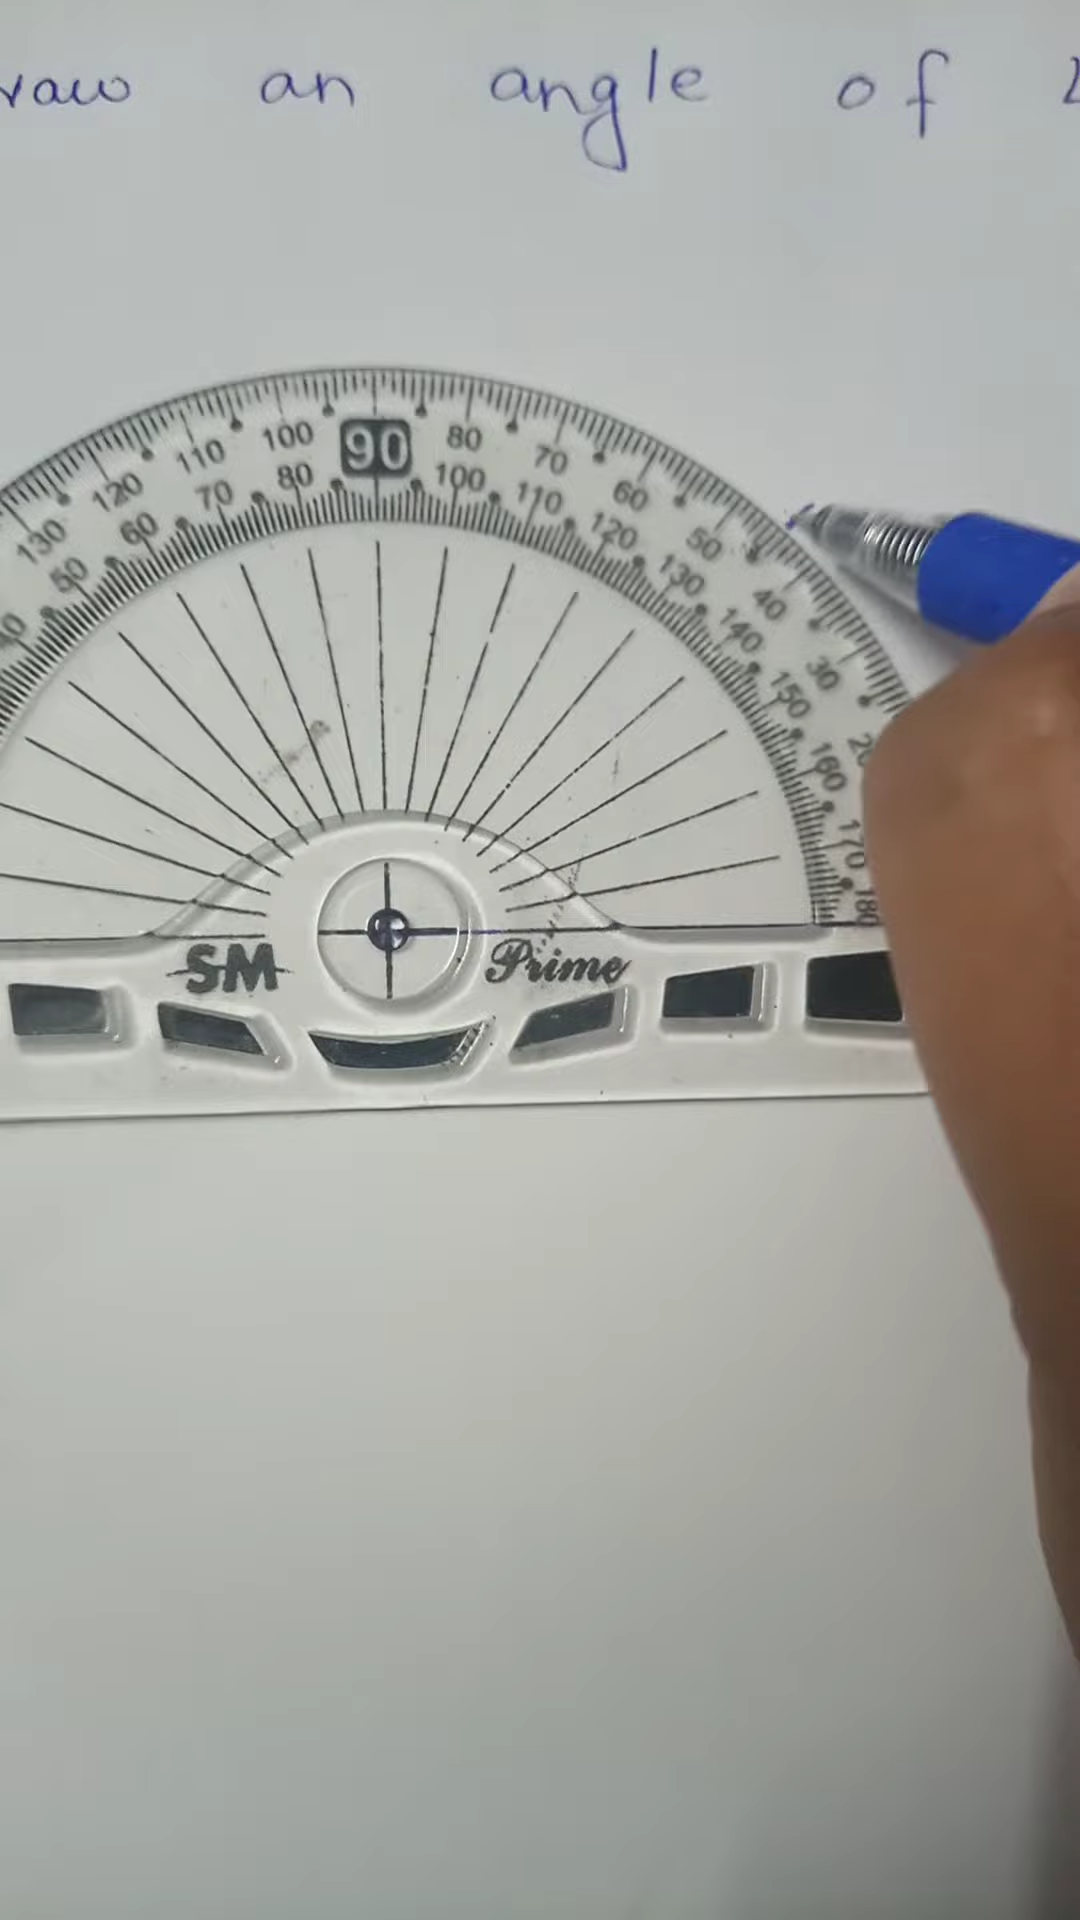 raw an angle of
100 90 80
110 80 100 70
120 70 110 60
130 60 120 50
50 130 40
140 30
150
160
170
180
SM Prime